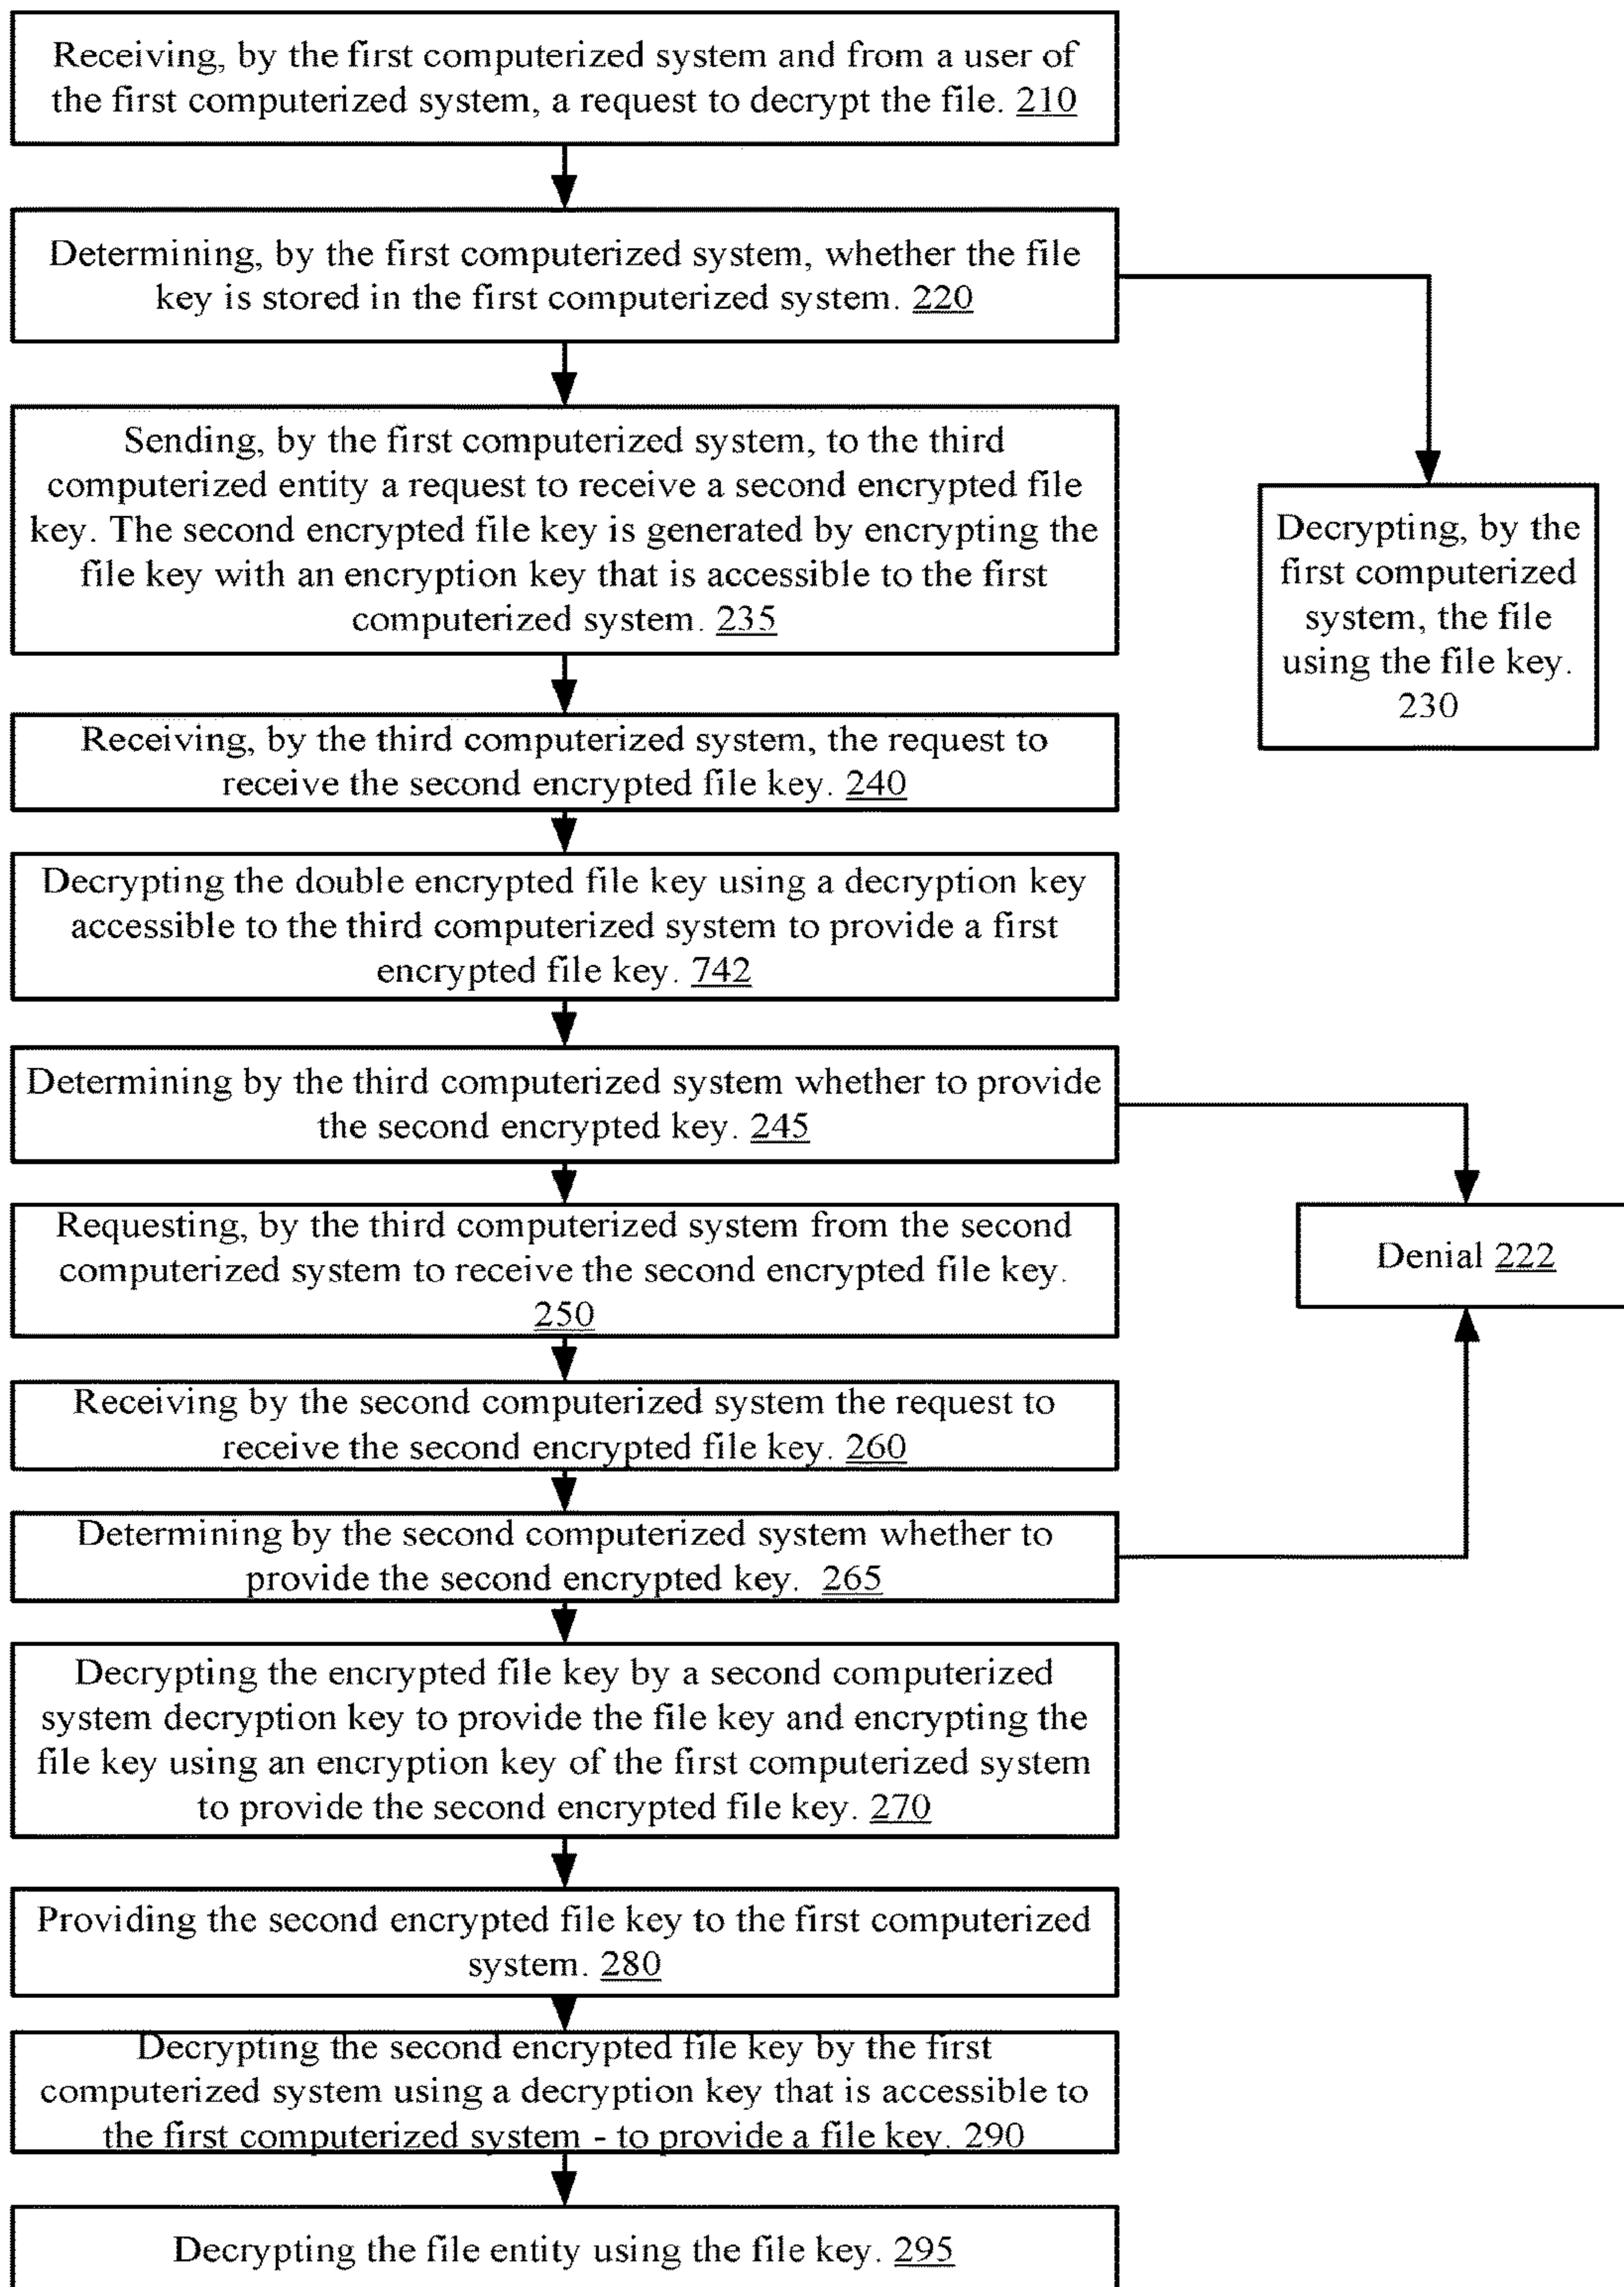 Receiving, by the first computerized system and from a user of
the first computerized system, a request to decrypt the file. 210
Determining, by the first computerized system, whether the file
key is stored in the first computerized system. 220
Sending, by the first computerized system, to the third
computerized entity a request to receive a second encrypted file
key. The second encrypted file key is generated by encrypting the
file key with an encryption key that is accessible to the first
computerized system. 235
Decrypting, by the
first computerized
system, the file
using the file key.
230
Receiving, by the third computerized system, the request to
receive the second encrypted file key. 240
Decrypting the double encrypted file key using a decryption key
accessible to the third computerized system to provide a first
encrypted file key. 742
Determining by the third computerized system whether to provide
the second encrypted key. 245
Requesting, by the third computerized system from the second
computerized system to receive the second encrypted file key.
250
Denial 222
Receiving by the second computerized system the request to
receive the second encrypted file key. 260
Determining by the second computerized system whether to
provide the second encrypted key. 265
Decrypting the encrypted file key by a second computerized
system decryption key to provide the file key and encrypting the
file key using an encryption key of the first computerized system
to provide the second encrypted file key. 270
Providing the second encrypted file key to the first computerized
system. 280
Decrypting the second encrypted file key by the first
computerized system using a decryption key that is accessible to
the first computerized system - to provide a file key. 290
Decrypting the file entity using the file key. 295